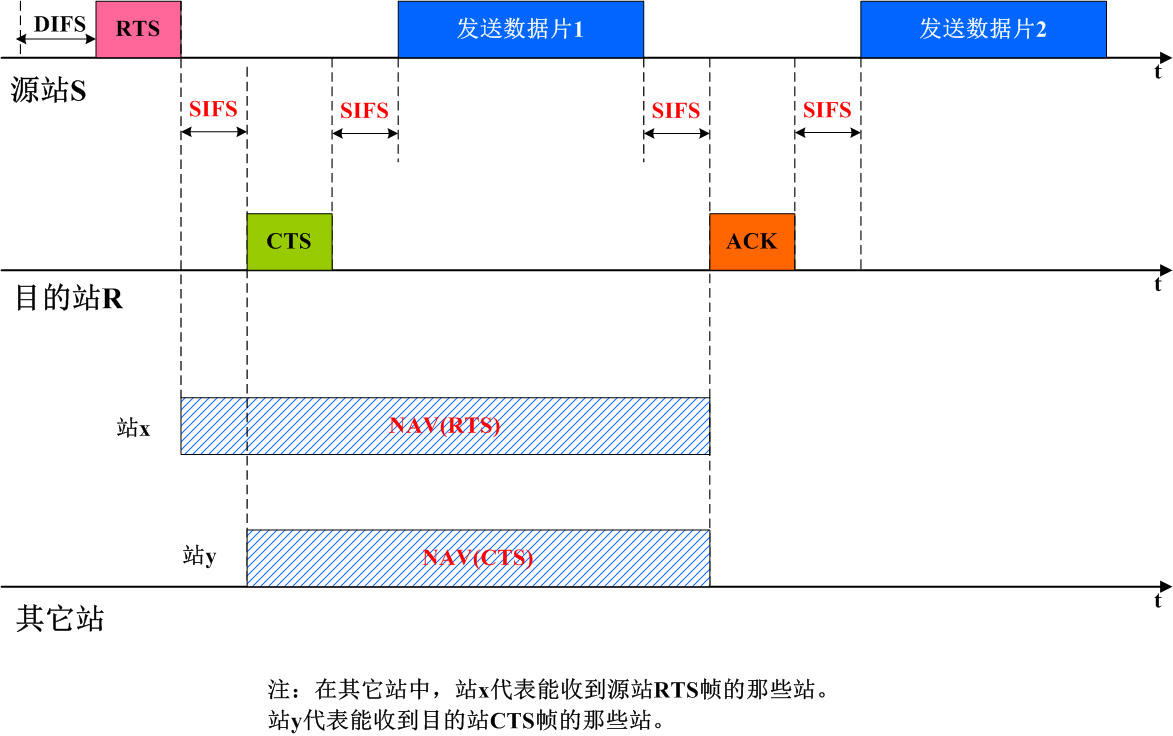 DIFS
RTS
发送数据片1
发送数据片2
t
源站S
SIFS
SIFS
SIFS
SIFS
CTS
ACK
t
目的站R
站x
NAV(RTS)
站y
NAV(CTS)
t
其它站
注：在其它站中，站x代表能收到源站RTS帧的那些站。
站y代表能收到目的站CTS帧的那些站。